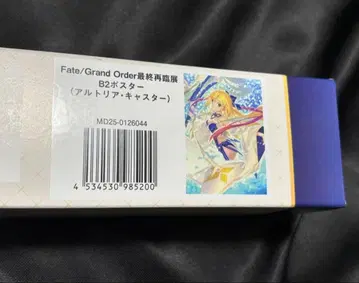 Fate/Grand Order最終再臨展
B2ポスター
(アルトリア・キャスター)
MD25-0126044
4 534530 985200